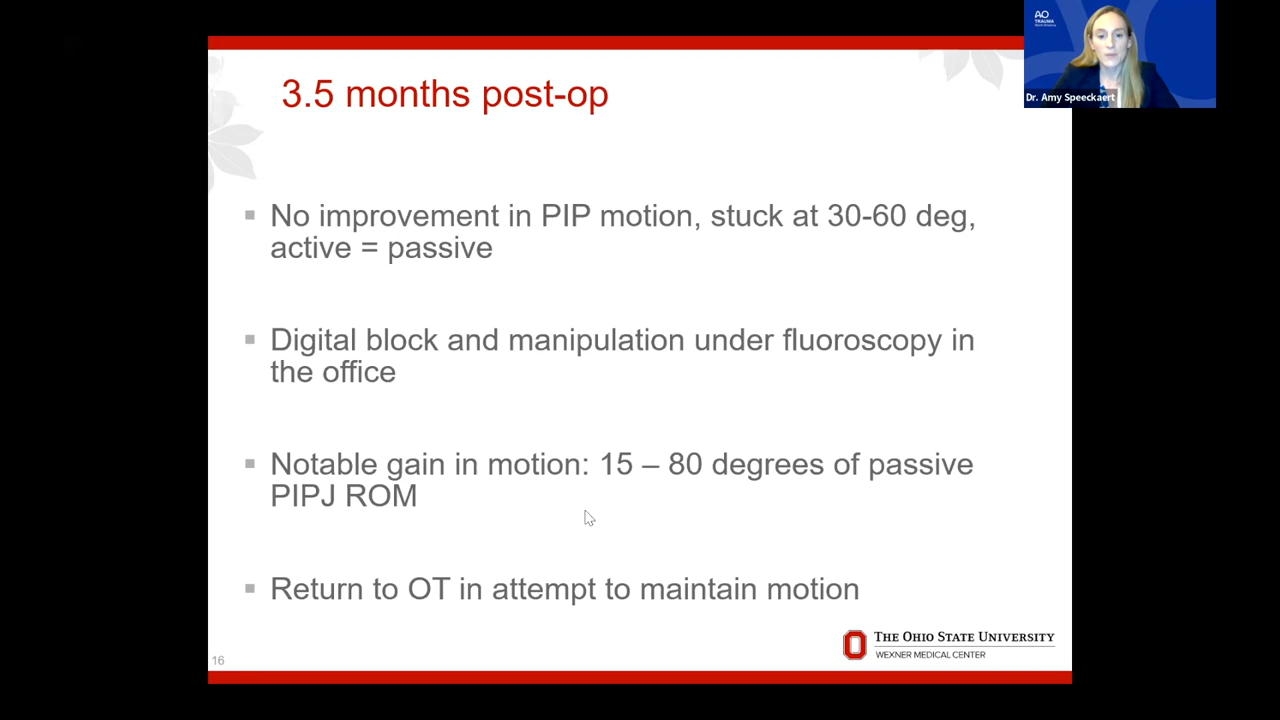 3.5 months post-op
No improvement in PIP motion, stuck at 30-60 deg,
active = passive
Digital block and manipulation under fluoroscopy in
the office
Notable gain in motion: 15 – 80 degrees of passive
PIPJ ROM
Return to OT in attempt to maintain motion
16
THE OHIO STATE UNIVERSITY
WEXNER MEDICAL CENTER
AO
TRAUMA
Dr. Amy Speeckaert